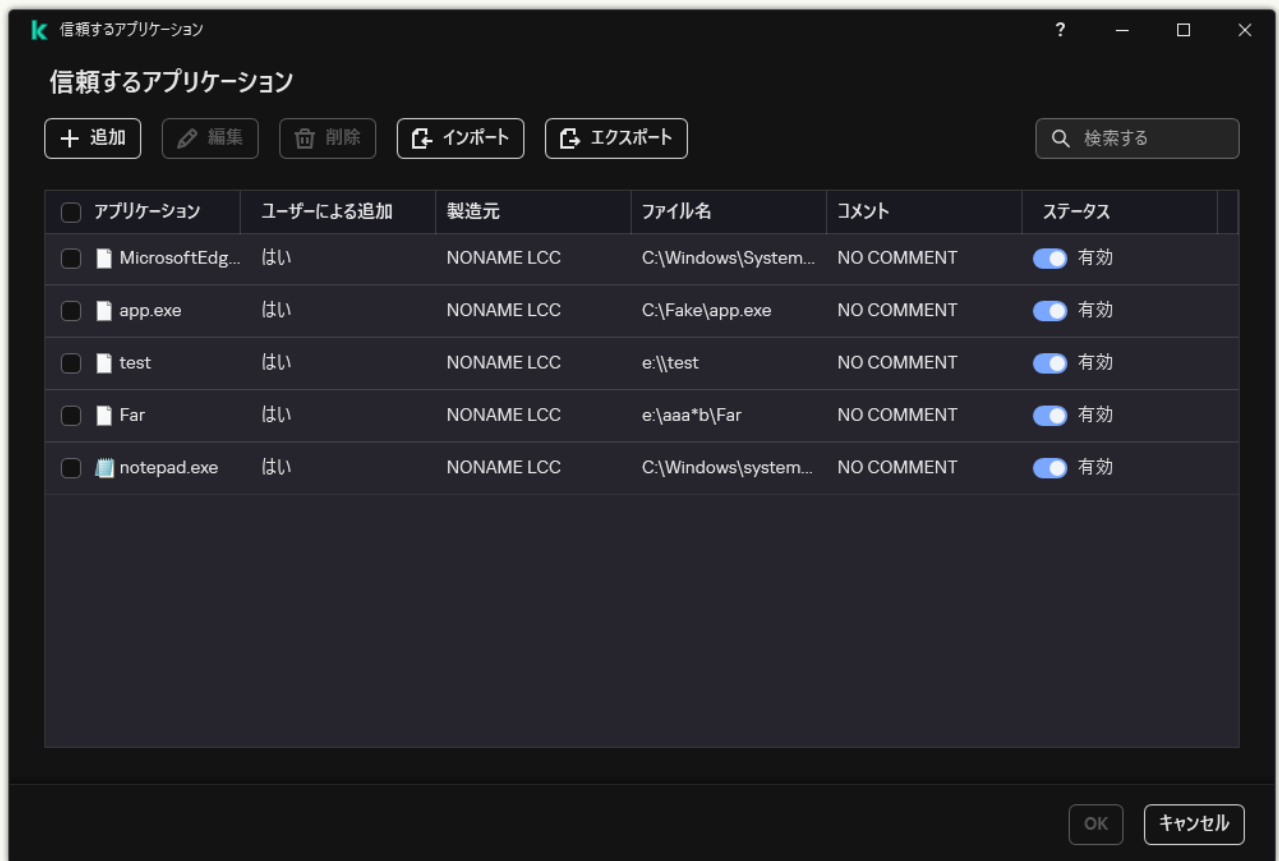 信頼するアプリケーション
信頼するアプリケーション
追加 編集 削除 インポート エクスポート 検索する
アプリケーション ユーザーによる追加 製造元 ファイル名 コメント ステータス
MicrosoftEdg... はい NONAME LCC C:\Windows\System... NO COMMENT 有効
app.exe はい NONAME LCC C:\Fake\app.exe NO COMMENT 有効
test はい NONAME LCC e:\\test NO COMMENT 有効
Far はい NONAME LCC e:\aaa*b\Far NO COMMENT 有効
notepad.exe はい NONAME LCC C:\Windows\system... NO COMMENT 有効
OK キャンセル